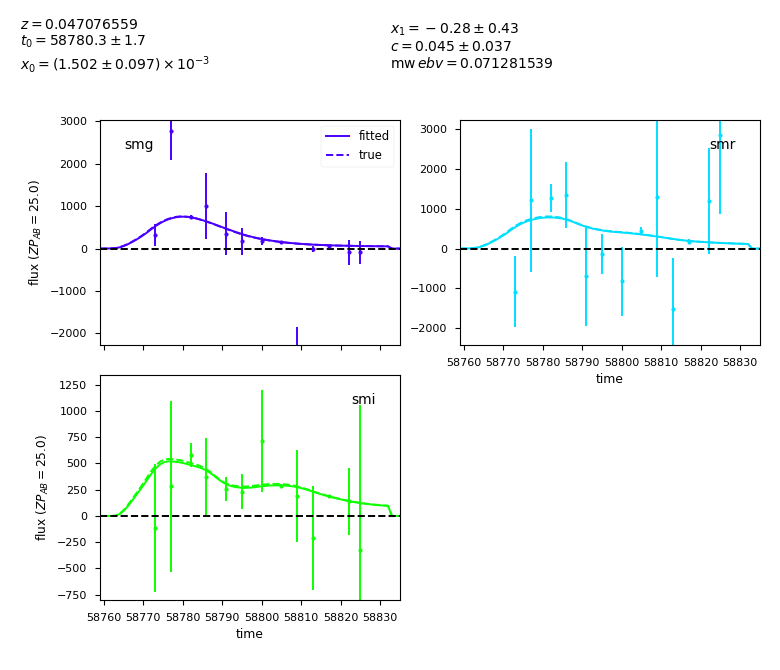 z = 0.047076559
t₀ = 58780.3 ± 1.7
x₀ = (1.502 ± 0.097) × 10⁻³
x₁ = −0.28 ± 0.43
c = 0.045 ± 0.037
mw ebv = 0.071281539
smg
fitted
true
3000
2000
1000
0
−1000
−2000
flux (ZP_AB = 25.0)
smr
3000
2000
1000
0
−1000
−2000
58760 58770 58780 58790 58800 58810 58820 58830
time
smi
1250
1000
750
500
250
0
−250
−500
−750
flux (ZP_AB = 25.0)
58760 58770 58780 58790 58800 58810 58820 58830
time